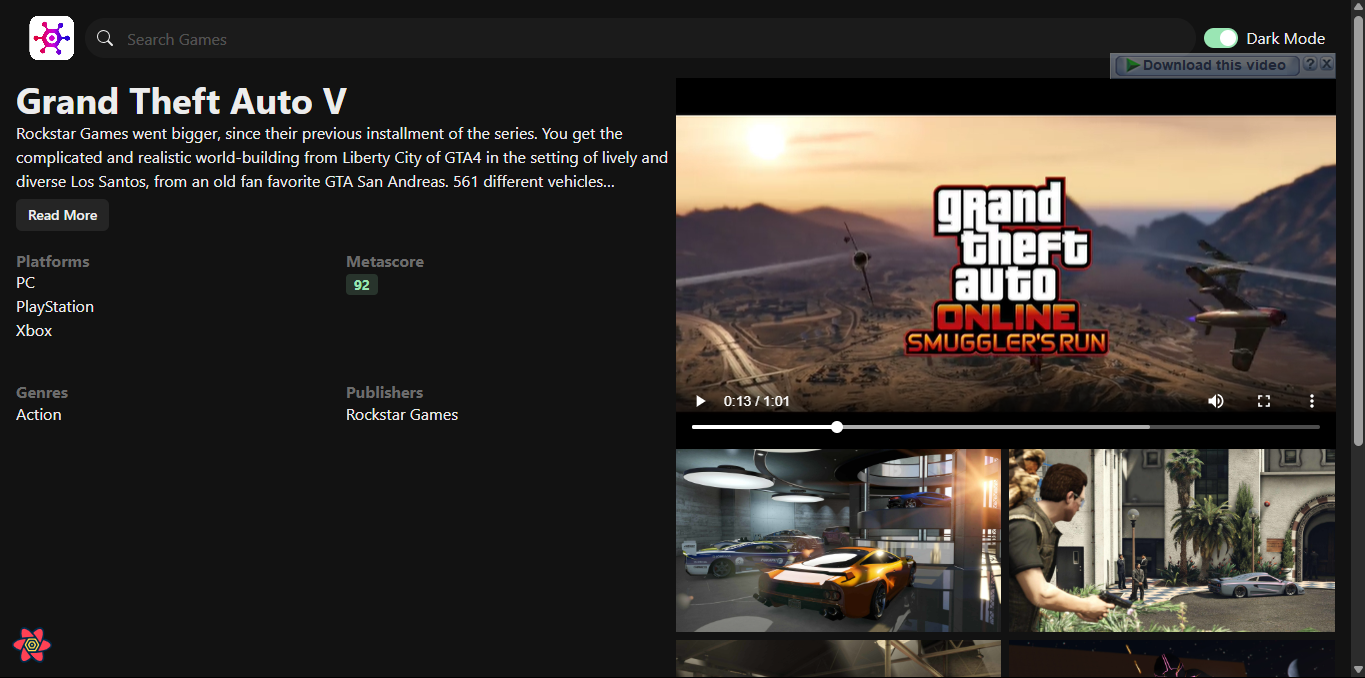 Search Games
Dark Mode
Download this video ? X
Grand Theft Auto V
Rockstar Games went bigger, since their previous installment of the series. You get the
complicated and realistic world-building from Liberty City of GTA4 in the setting of lively and
diverse Los Santos, from an old fan favorite GTA San Andreas. 561 different vehicles...
Read More
Platforms
PC
PlayStation
Xbox
Metascore
92
Genres
Action
Publishers
Rockstar Games
grand
theft
auto
ONLINE
SMUGGLER'S RUN
0:13 / 1:01